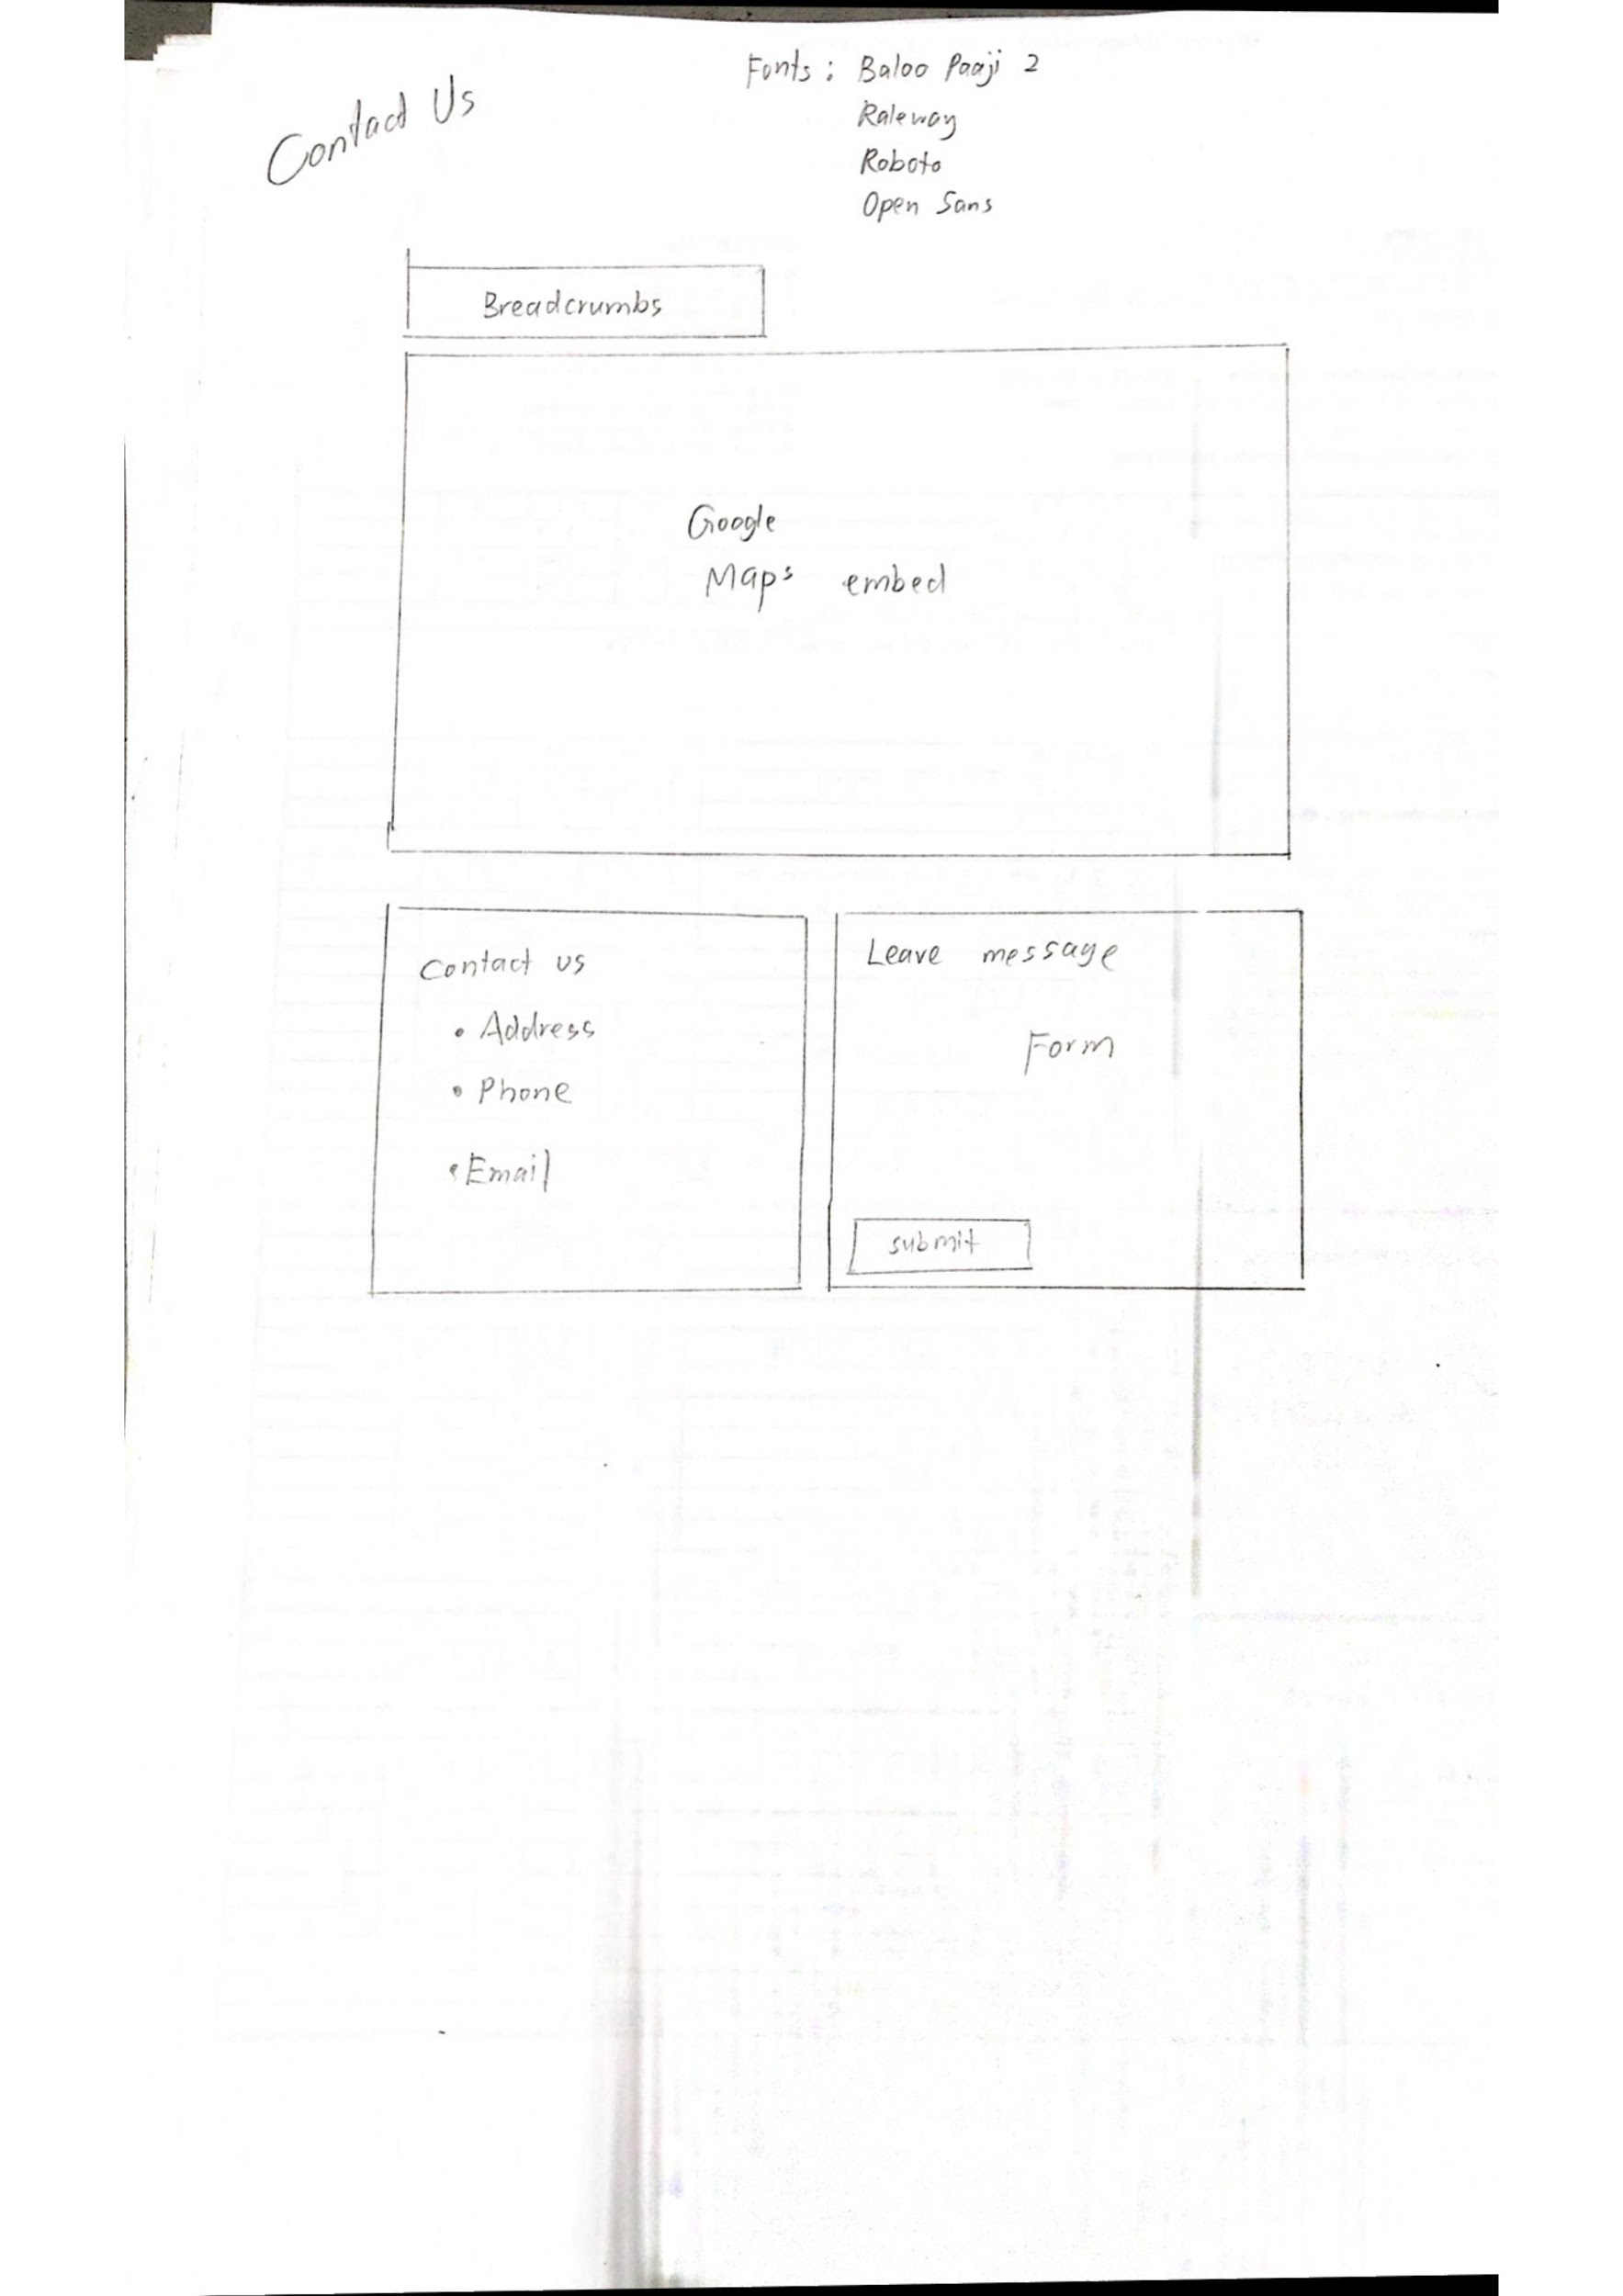 Contact Us
Fonts : Baloo Paaji 2
Raleway
Roboto
Open Sans
Breadcrumbs
Google
Maps embed
Contact us
• Address
• Phone
• Email
Leave message
Form
submit